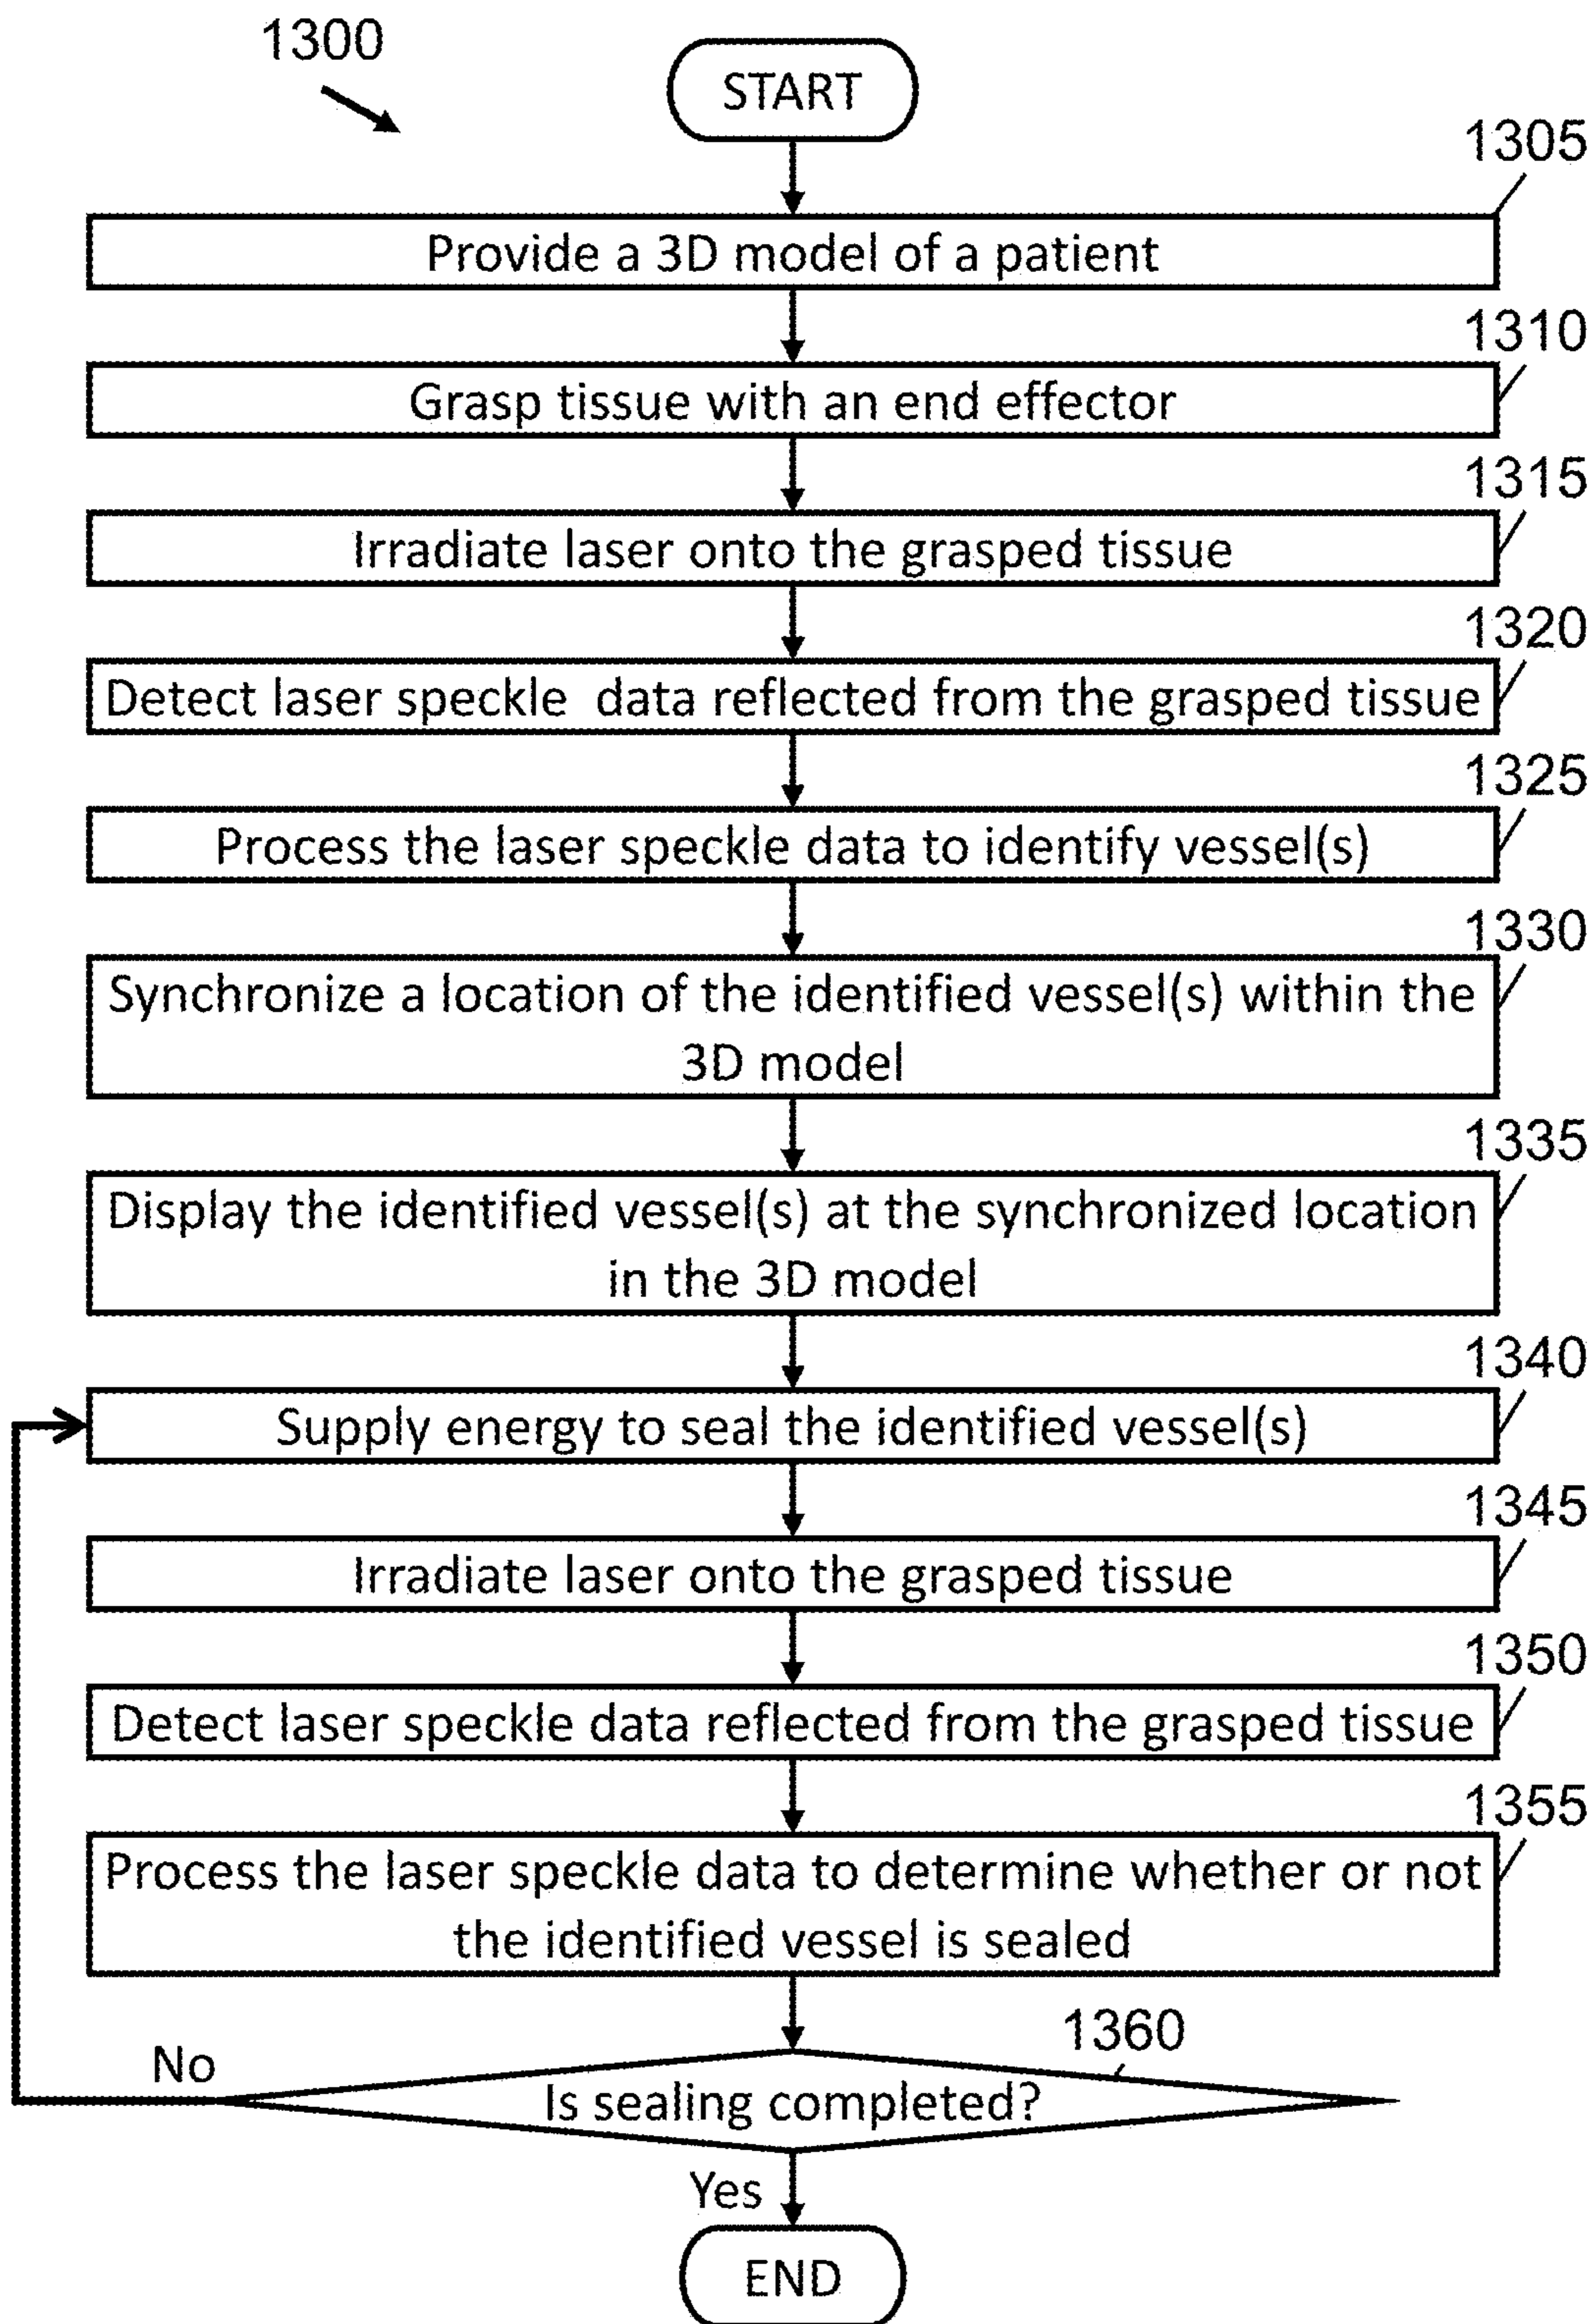 1300
START
1305
Provide a 3D model of a patient
1310
Grasp tissue with an end effector
1315
Irradiate laser onto the grasped tissue
1320
Detect laser speckle data reflected from the grasped tissue
1325
Process the laser speckle data to identify vessel(s)
1330
Synchronize a location of the identified vessel(s) within the
3D model
1335
Display the identified vessel(s) at the synchronized location
in the 3D model
1340
Supply energy to seal the identified vessel(s)
1345
Irradiate laser onto the grasped tissue
1350
Detect laser speckle data reflected from the grasped tissue
1355
Process the laser speckle data to determine whether or not
the identified vessel is sealed
1360
No
Is sealing completed?
Yes
END